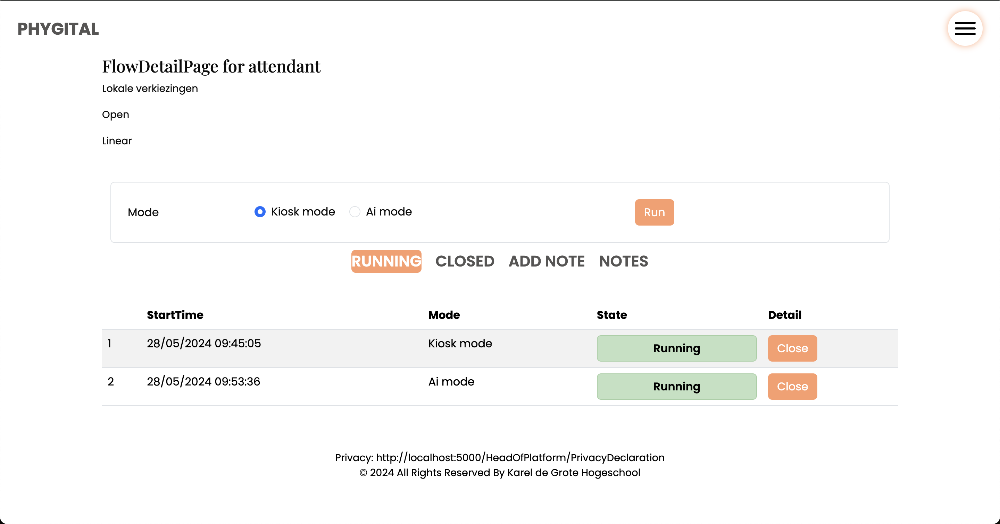 PHYGITAL
FlowDetailPage for attendant
Lokale verkiezingen
Open
Linear
Mode Kiosk mode Ai mode Run
RUNNING CLOSED ADD NOTE NOTES
StartTime Mode State Detail
1 28/05/2024 09:45:05 Kiosk mode Running Close
2 28/05/2024 09:53:36 Ai mode Running Close
Privacy: http://localhost:5000/HeadOfPlatform/PrivacyDeclaration
© 2024 All Rights Reserved By Karel de Grote Hogeschool